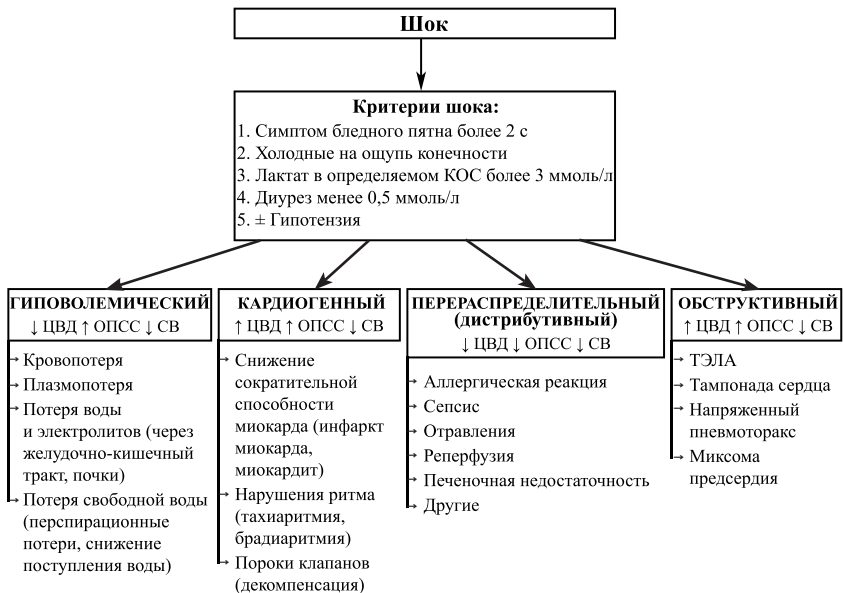 Шок
Критерии шока:
1. Симптом бледного пятна более 2 с
2. Холодные на ощупь конечности
3. Лактат в определяемом КОС более 3 ммоль/л
4. Диурез менее 0,5 ммоль/л
5. ± Гипотензия
ГИПОВОЛЕМИЧЕСКИЙ
↓ ЦВД ↑ ОПСС ↓ СВ
Кровопотеря
Плазмопотеря
Потеря воды
и электролитов (через
желудочно-кишечный
тракт, почки)
Потеря свободной воды
(перспирационные
потери, снижение
поступления воды)
КАРДИОГЕННЫЙ
↑ ЦВД ↑ ОПСС ↓ СВ
Снижение
сократительной
способности
миокарда (инфаркт
миокарда,
миокардит)
Нарушения ритма
(тахиаритмия,
брадиаритмия)
Пороки клапанов
(декомпенсация)
ПЕРЕРАСПРЕДЕЛИТЕЛЬНЫЙ
(дистрибутивный)
↓ ЦВД ↓ ОПСС ↓ СВ
Аллергическая реакция
Сепсис
Отравления
Реперфузия
Печеночная недостаточность
Другие
ОБСТРУКТИВНЫЙ
↑ ЦВД ↑ ОПСС ↓ СВ
ТЭЛА
Тампонада сердца
Напряженный
пневмоторакс
Миксома
предсердия